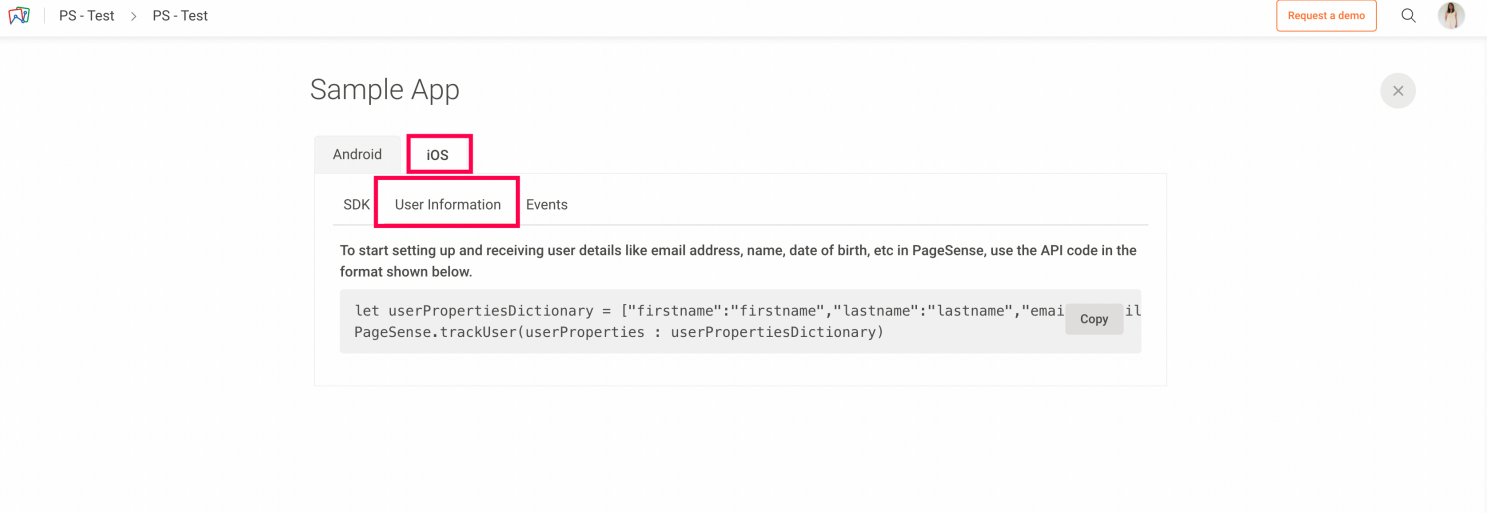 PS - Test > PS - Test
Request a demo
Sample App
Android iOS
SDK User Information Events
To start setting up and receiving user details like email address, name, date of birth, etc in PageSense, use the API code in the
format shown below.
let userPropertiesDictionary = ["firstname":"firstname","lastname":"lastname","emai il
Copy
PageSense.trackUser(userProperties : userPropertiesDictionary)